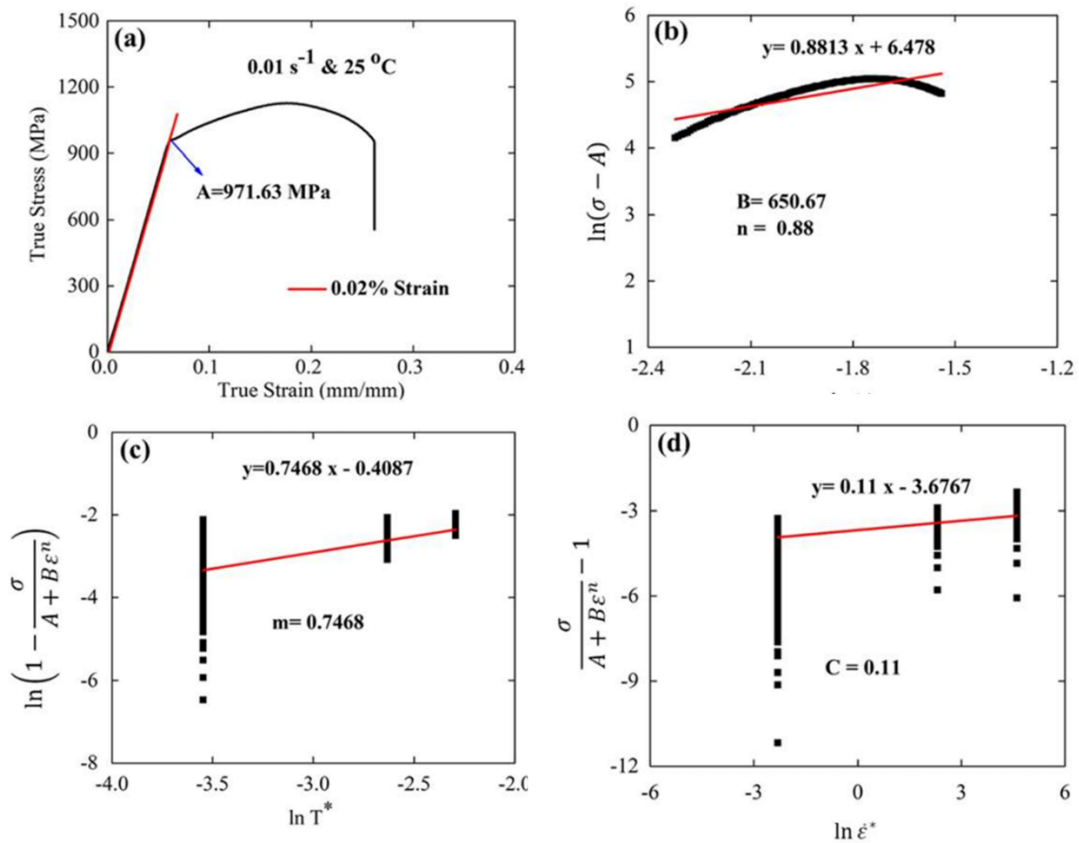 (a)
0.01 s⁻¹ & 25 °C
A=971.63 MPa
0.02% Strain
True Stress (MPa)
1500
1200
900
600
300
0
0.0
0.1
0.2
0.3
0.4
True Strain (mm/mm)
(b)
y= 0.8813 x + 6.478
B= 650.67
n = 0.88
ln(σ − A)
6
5
4
3
2
1
-2.4
-2.1
-1.8
-1.5
-1.2
(c)
y=0.7468 x - 0.4087
m= 0.7468
ln(1 − σ/(A + Bεⁿ))
0
-2
-4
-6
-8
-4.0
-3.5
-3.0
-2.5
-2.0
ln T*
(d)
y= 0.11 x - 3.6767
C = 0.11
σ/(A + Bεⁿ) − 1
0
-3
-6
-9
-12
-6
-3
0
3
6
ln ε̇*